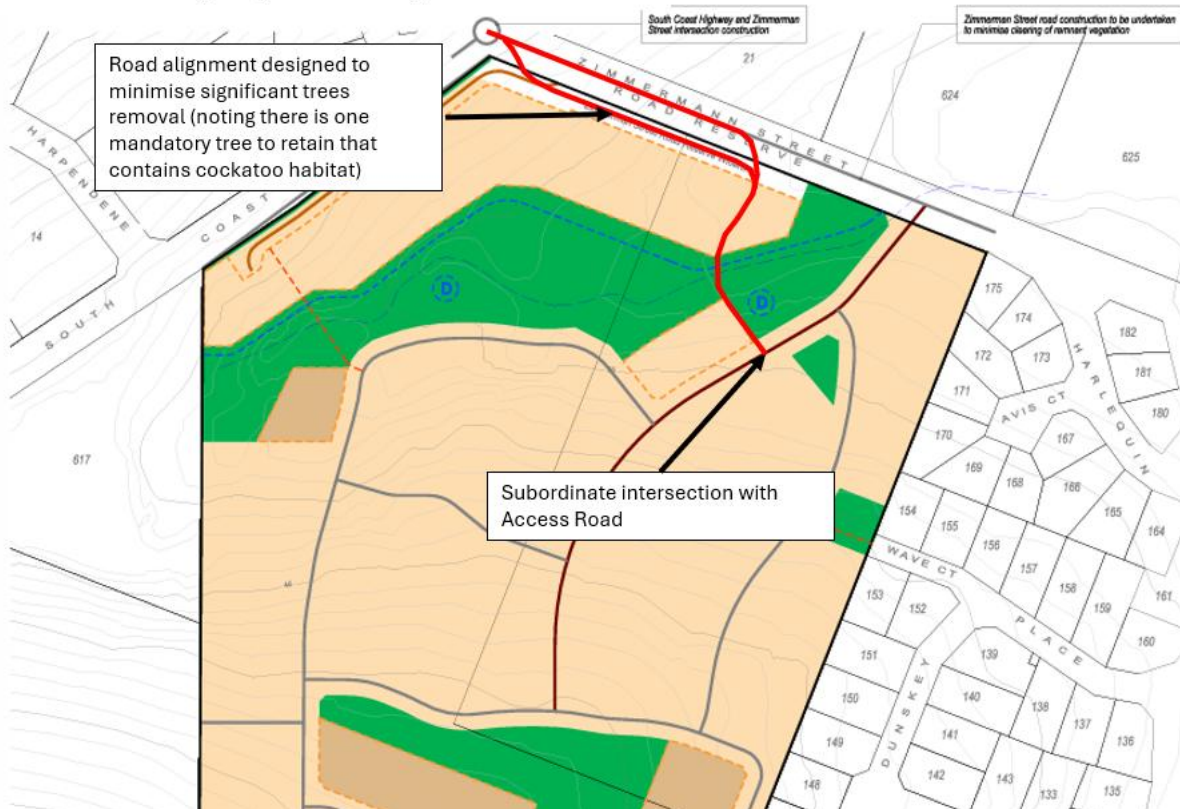 South Coast Highway and Zimmerman
Street intersection construction
Zimmerman Street road construction to be undertaken
to minimise clearing of remnant vegetation
Road alignment designed to
minimise significant trees
removal (noting there is one
mandatory tree to retain that
contains cockatoo habitat)
21
ZIMMERMANN STREET
ROAD RESERVE
624
625
HARPENDENE
14
SOUTH COAST
D
D
617
E
Subordinate intersection with
Access Road
175
174
173
172
171
170
182
181
180
HARLEQUIN
AVIS CT
167
169
168
166
165
164
154
155
156
157
158
159
161
160
WAVE CT
PLACE
153
152
151
150
149
148
DUNSKEY
139
140
141
142
143
138
137
136
133
135